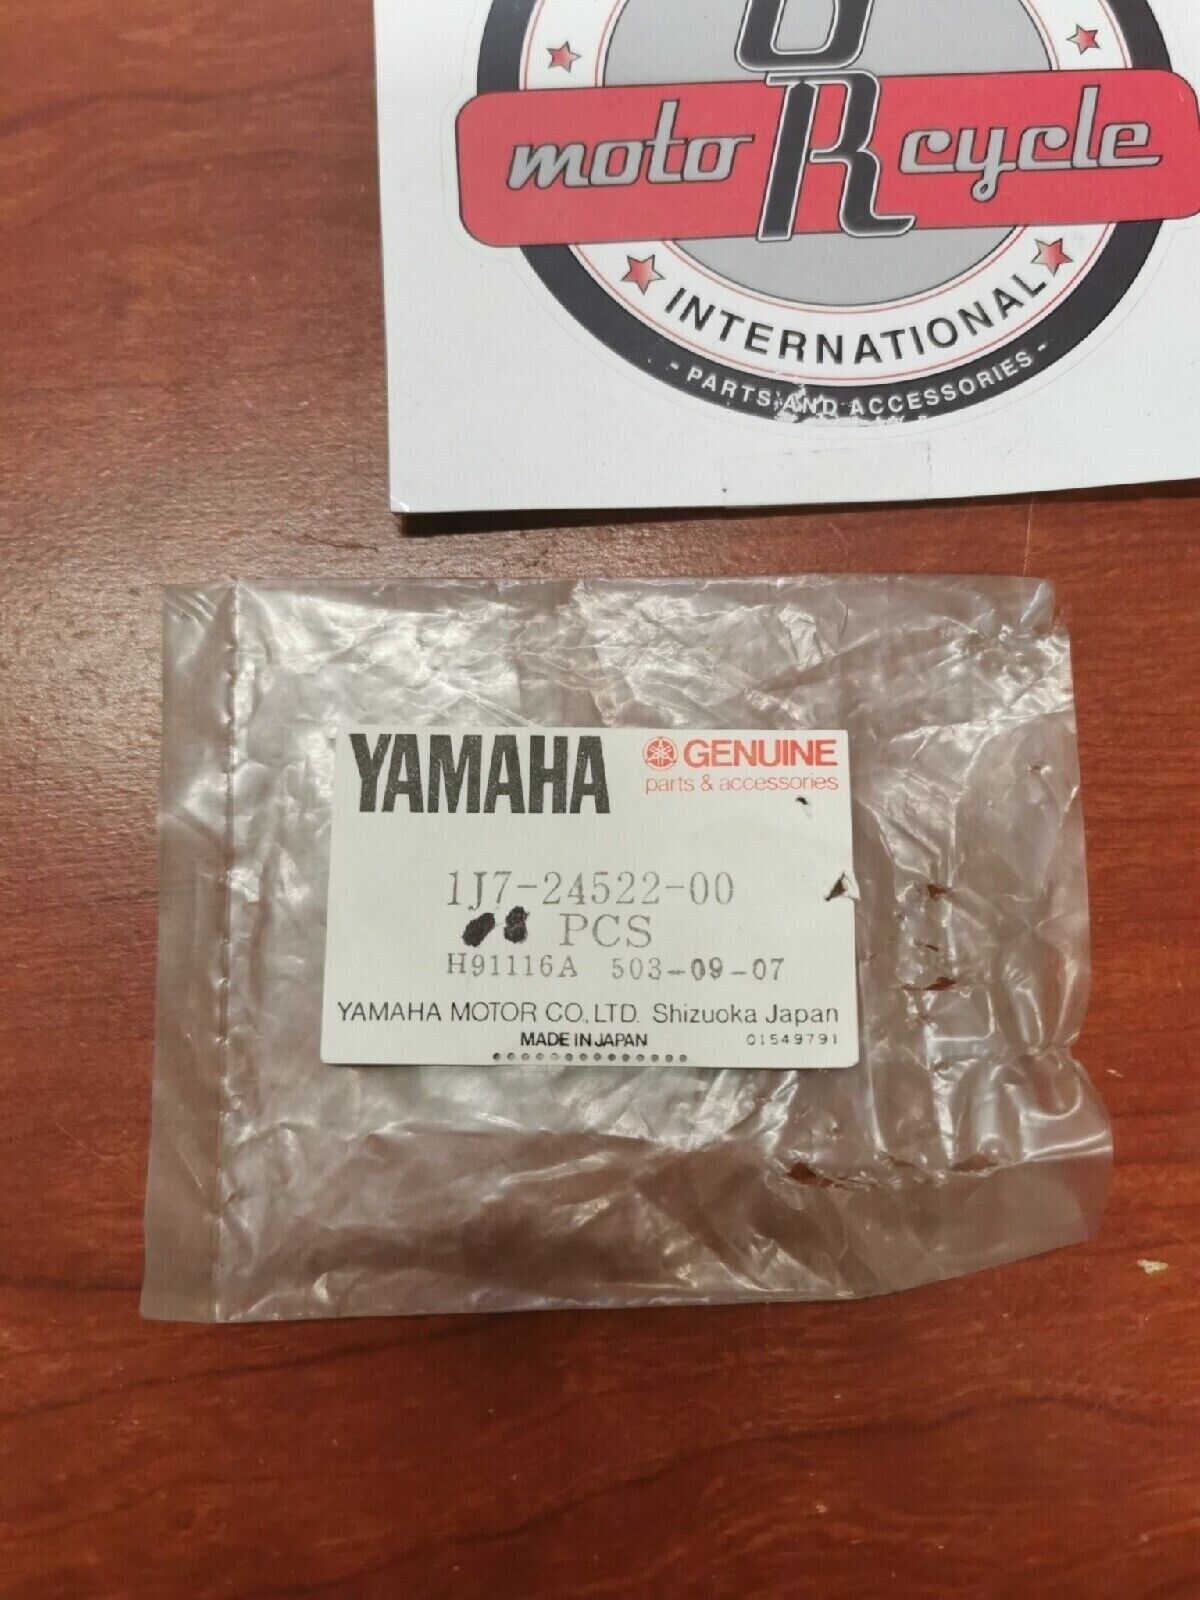 8
moto R cycle
INTERNATIONAL
- PARTS AND ACCESSORIES -
YAMAHA
GENUINE
parts & accessories
1J7-24522-00
PCS
H91116A 503-09-07
YAMAHA MOTOR CO., LTD. Shizuoka Japan
MADE IN JAPAN 01549791